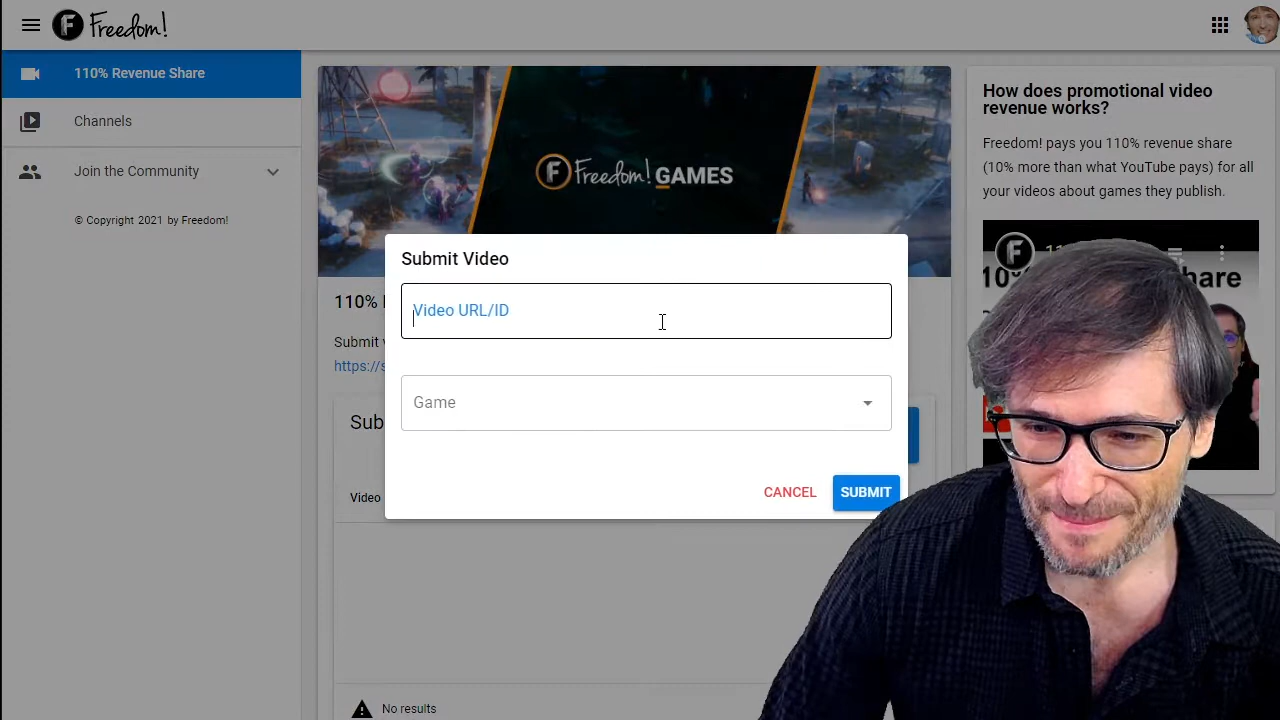 Freedom!
110% Revenue Share
Channels
Join the Community
© Copyright 2021 by Freedom!
Freedom! GAMES
How does promotional video
revenue works?
Freedom! pays you 110% revenue share
(10% more than what YouTube pays) for all
your videos about games they publish.
Submit Video
Video URL/ID
Game
CANCEL
SUBMIT
110%
Submit
https://s
Sub
Video
No results